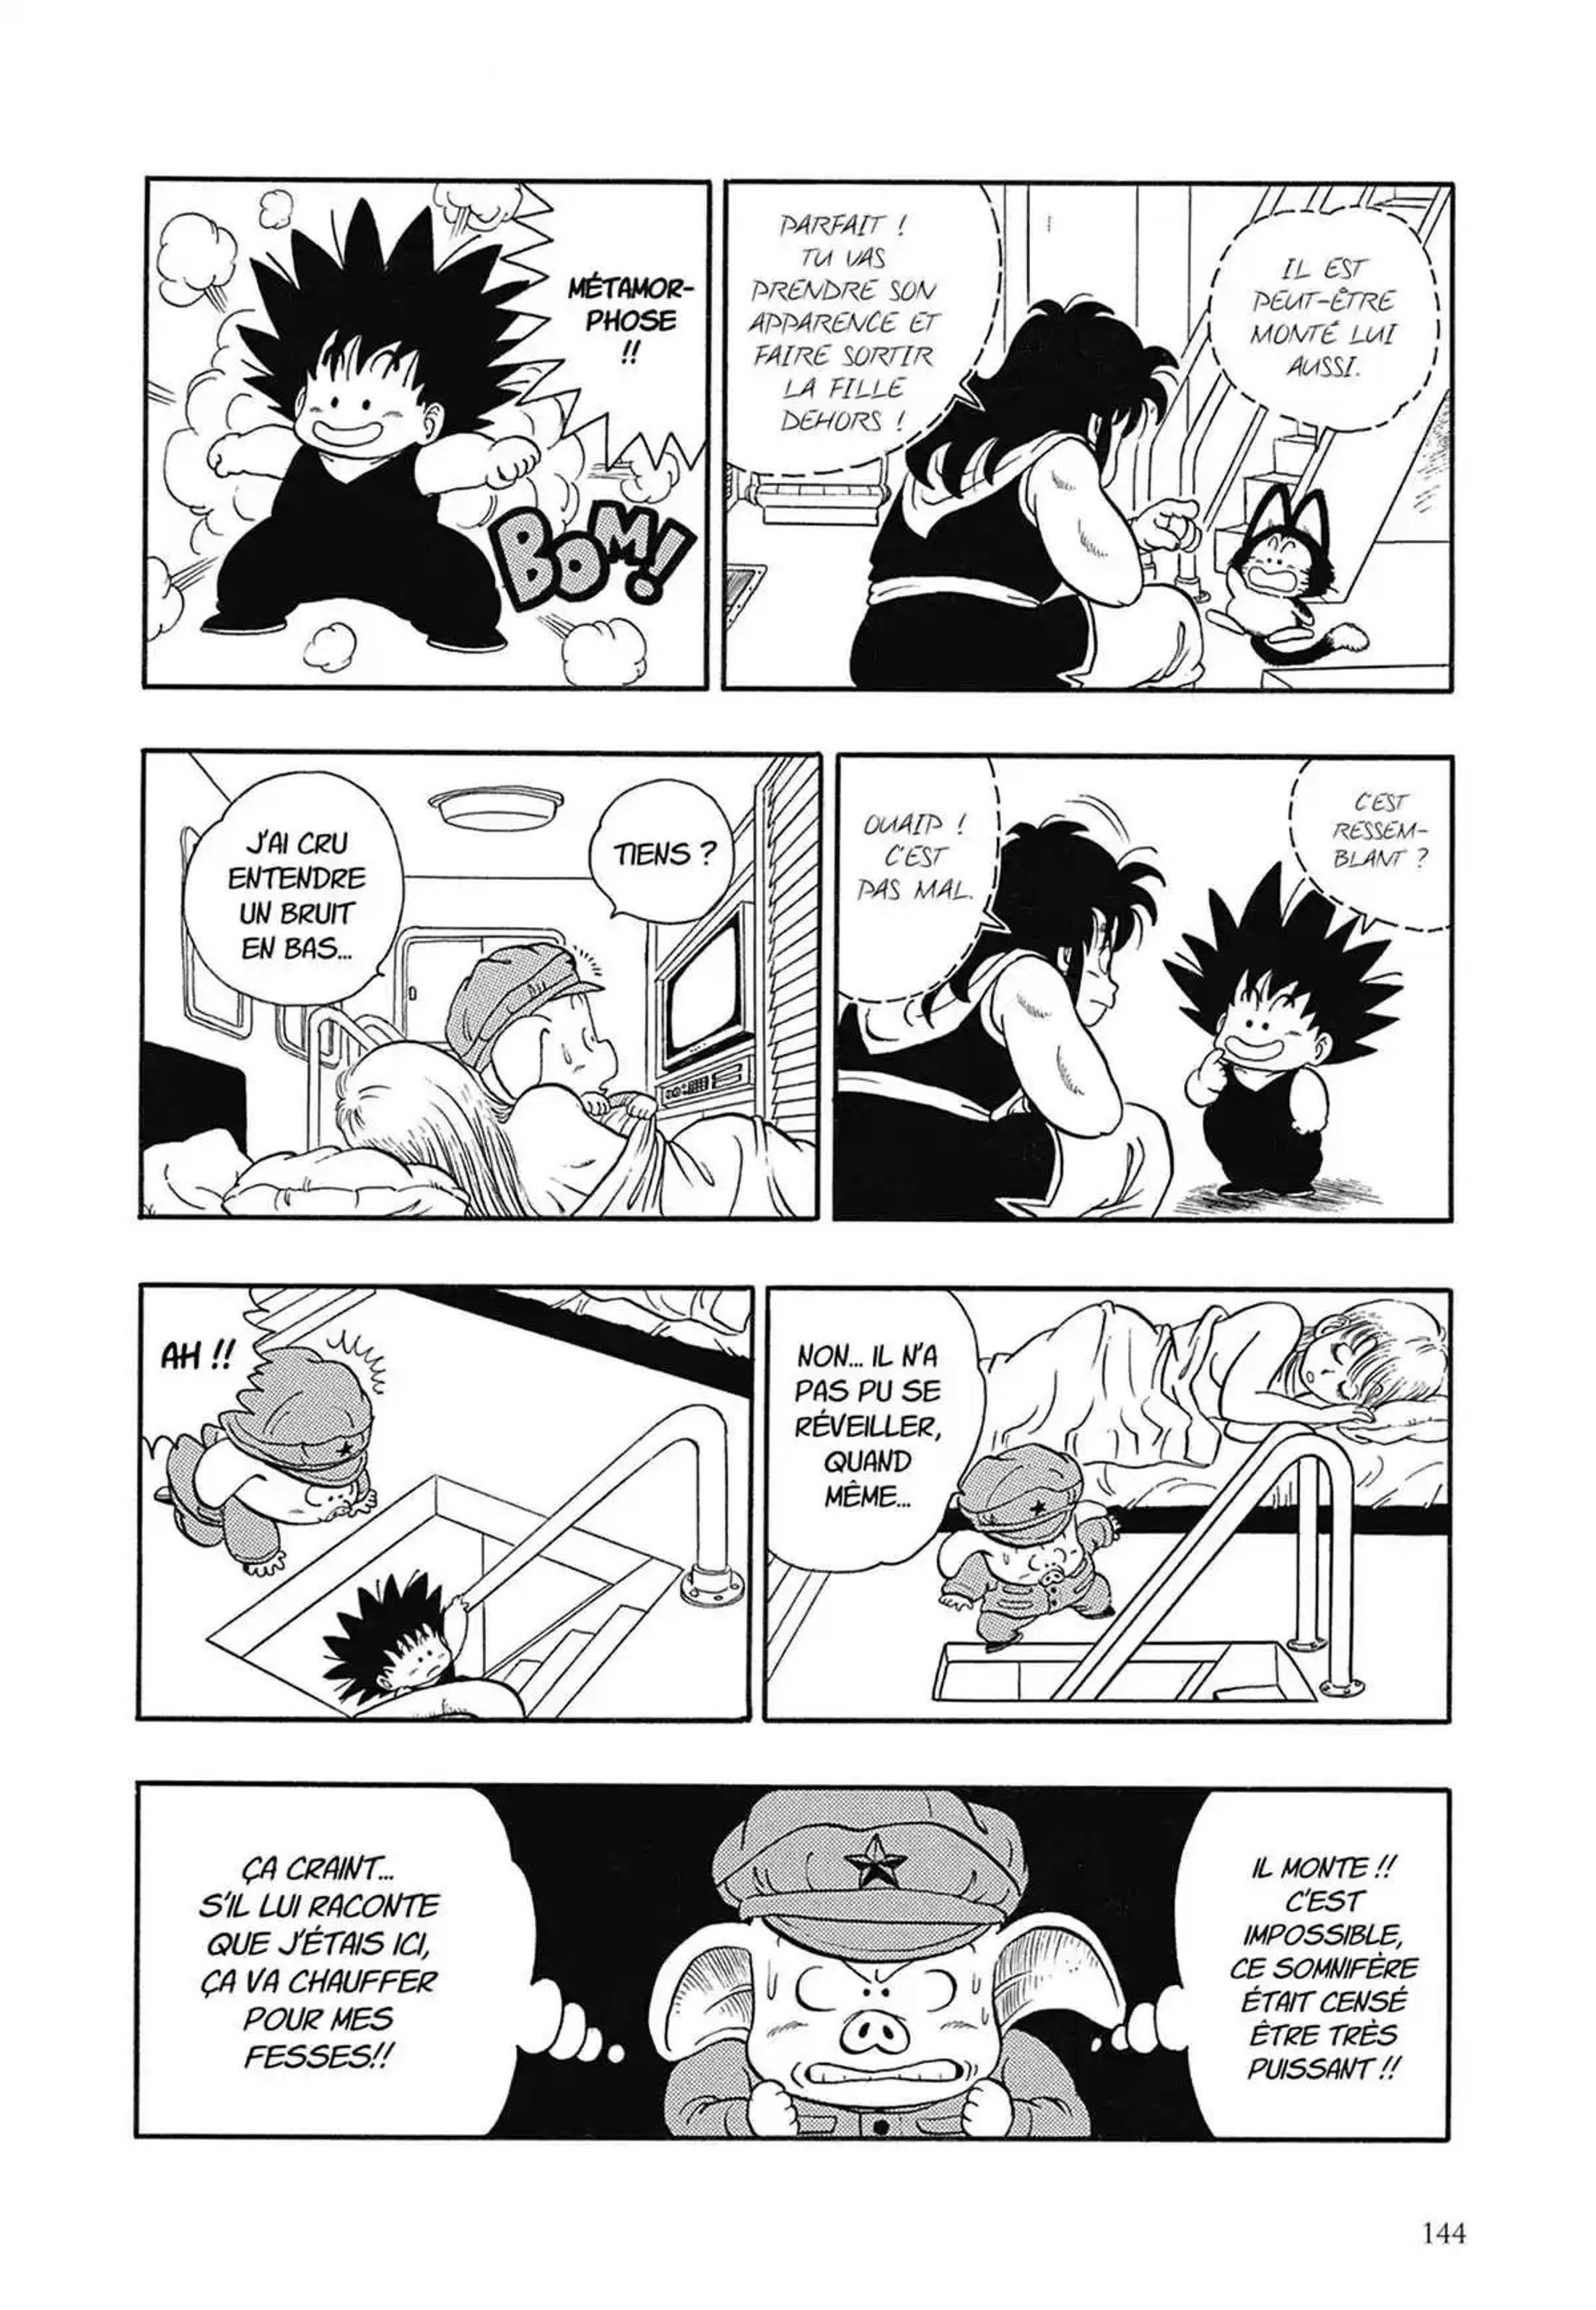 IL EST
PEUT-ÊTRE
MONTÉ LUI
AUSSI.
PARFAIT !
TU VAS
PRENDRE SON
APPARENCE ET
FAIRE SORTIR
LA FILLE
DEHORS !
MÉTAMOR-
PHOSE
!!
BOM!
C'EST
RESSEM-
BLANT ?
OUAIP !
C'EST
PAS MAL.
TIENS ?
J'AI CRU
ENTENDRE
UN BRUIT
EN BAS...
NON... IL N'A
PAS PU SE
RÉVEILLER,
QUAND
MÊME...
AH !!
IL MONTE !!
C'EST
IMPOSSIBLE,
CE SOMNIFÈRE
ÉTAIT CENSÉ
ÊTRE TRÈS
PUISSANT !!
ÇA CRAINT...
S'IL LUI RACONTE
QUE J'ÉTAIS ICI,
ÇA VA CHAUFFER
POUR MES
FESSES!!
144